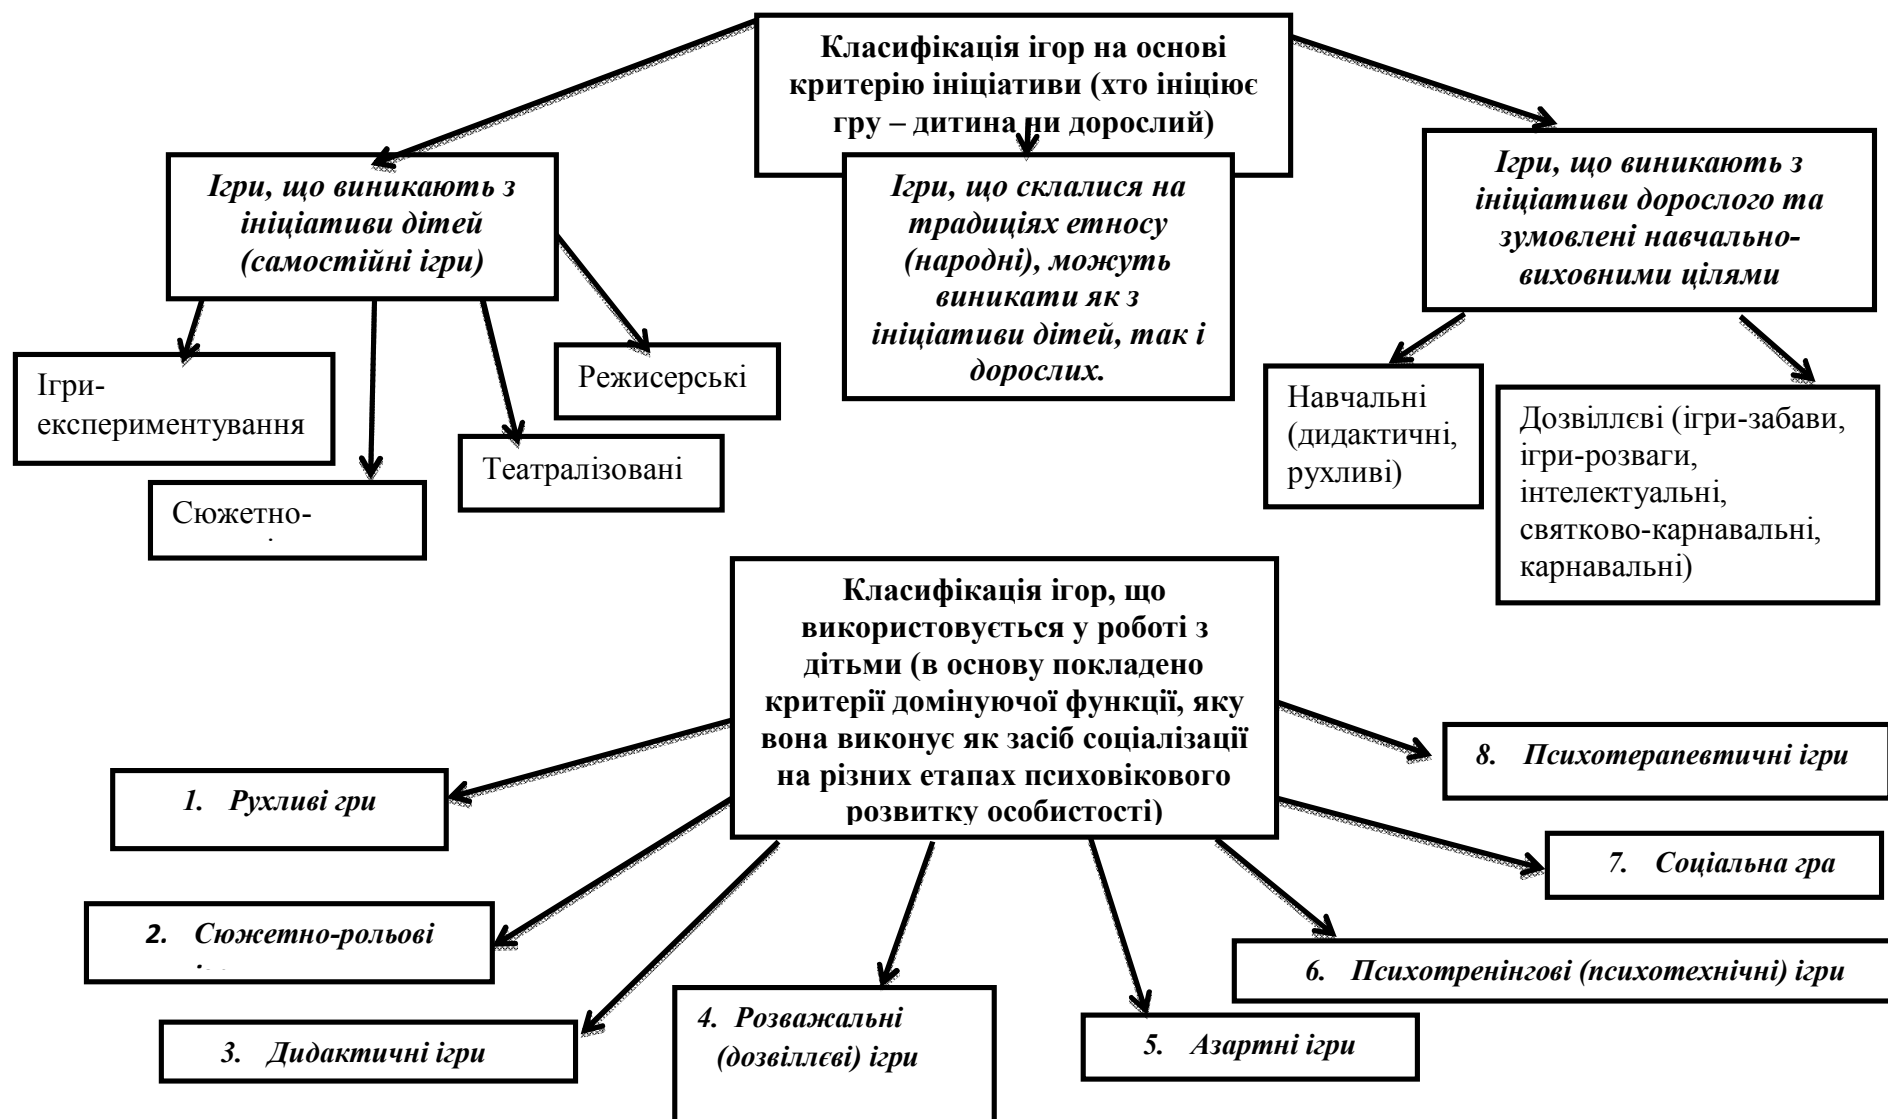 Класифікація ігор на основі
критерію ініціативи (хто ініціює
гру – дитина чи дорослий)
Ігри, що виникають з
ініціативи дітей
(самостійні ігри)
Ігри, що склалися на
традиціях етносу
(народні), можуть
виникати як з
ініціативи дітей, так і
дорослих.
Ігри, що виникають з
ініціативи дорослого та
зумовлені навчально-
виховними цілями
Ігри-
експериментування
Сюжетно-
Театралізовані
Режисерські
Навчальні
(дидактичні,
рухливі)
Дозвіллєві (ігри-забави,
ігри-розваги,
інтелектуальні,
святково-карнавальні,
карнавальні)
Класифікація ігор, що
використовується у роботі з
дітьми (в основу покладено
критерії домінуючої функції, яку
вона виконує як засіб соціалізації
на різних етапах психовікового
розвитку особистості)
1. Рухливі гри
2. Сюжетно-рольові
3. Дидактичні ігри
4. Розважальні
(дозвіллєві) ігри
5. Азартні ігри
6. Психотренінгові (психотехнічні) ігри
7. Соціальна гра
8. Психотерапевтичні ігри